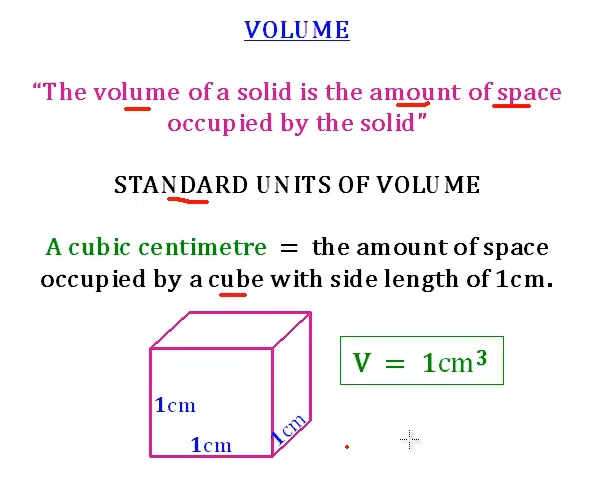 VOLUME
“The volume of a solid is the amount of space
occupied by the solid”
STANDARD UNITS OF VOLUME
A cubic centimetre = the amount of space
occupied by a cube with side length of 1cm.
V = 1cm³
1cm
1cm
1cm